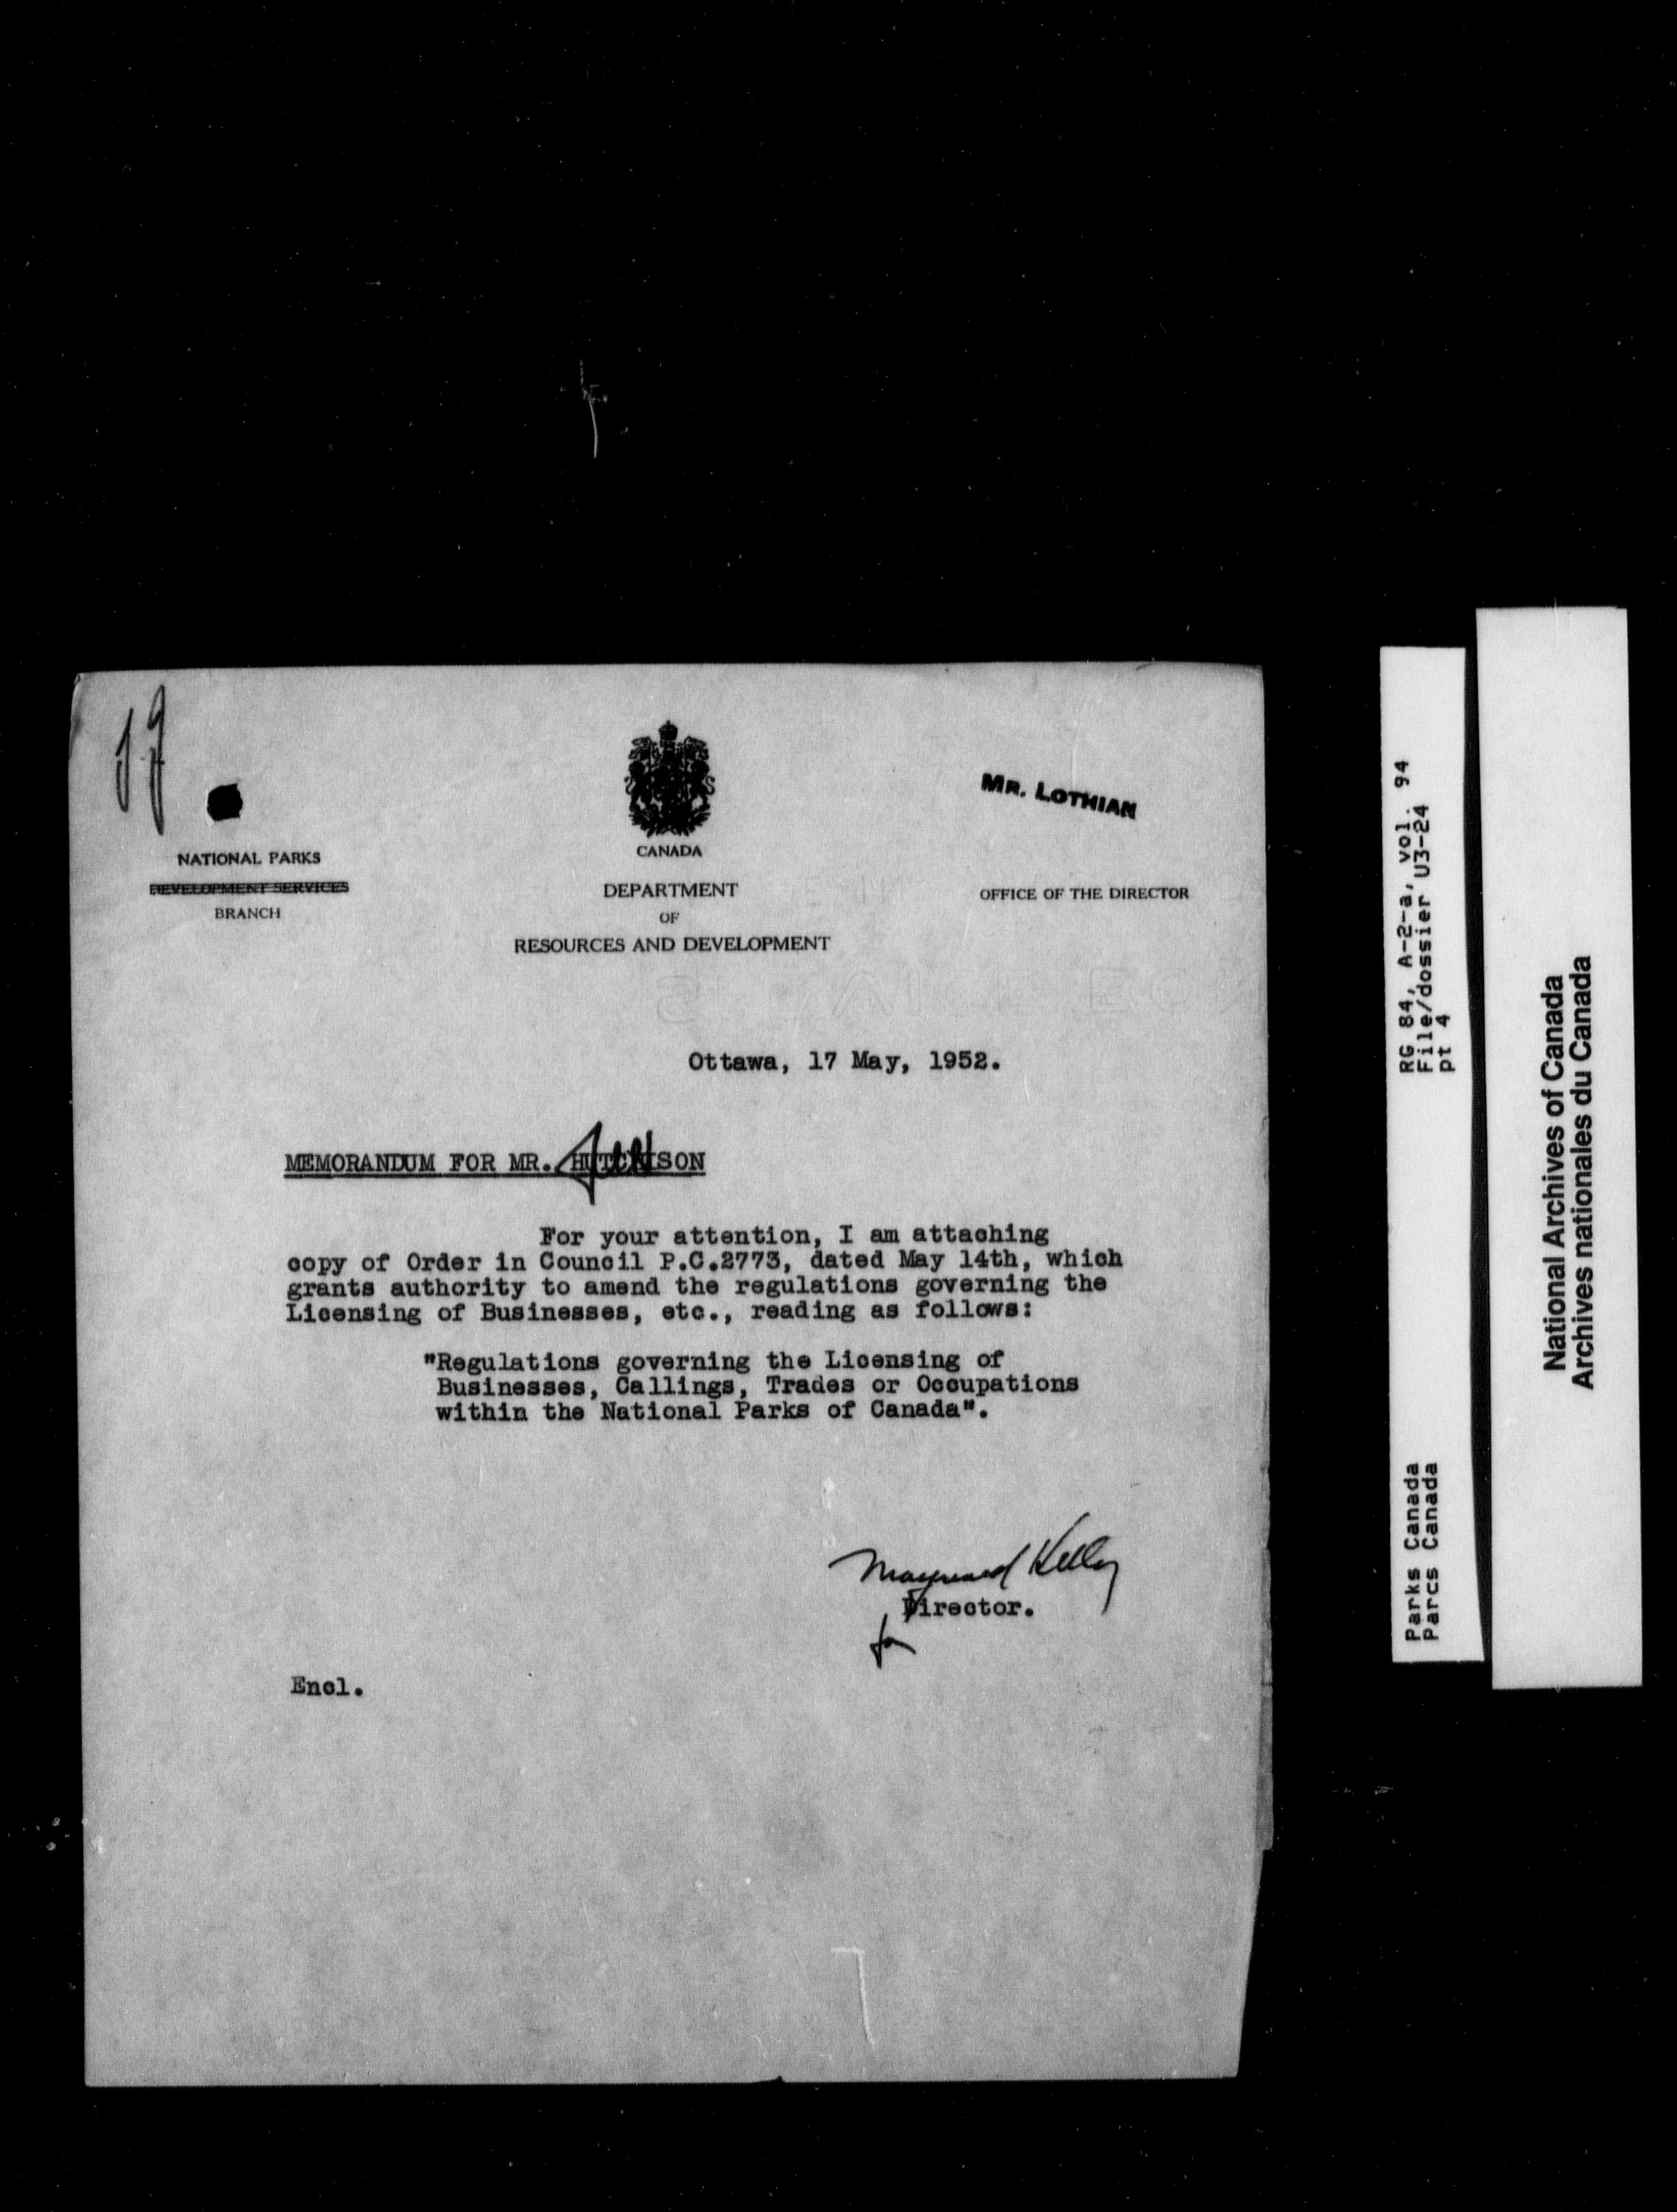 MR. LOTHIAN
NATIONAL PARKS
DEVELOPMENT SERVICES
BRANCH
CANADA
DEPARTMENT
OF
RESOURCES AND DEVELOPMENT
OFFICE OF THE DIRECTOR
Ottawa, 17 May, 1952.
MEMORANDUM FOR MR. HUTCHISON
For your attention, I am attaching
copy of Order in Council P.C.2773, dated May 14th, which
grants authority to amend the regulations governing the
Licensing of Businesses, etc., reading as follows:
"Regulations governing the Licensing of
Businesses, Callings, Trades or Occupations
within the National Parks of Canada".
Director.
for
Encl.
RG 84, A-2-a, vol. 94
File/dossier U3-24
pt 4
Parks Canada
Parcs Canada
National Archives of Canada
Archives nationales du Canada